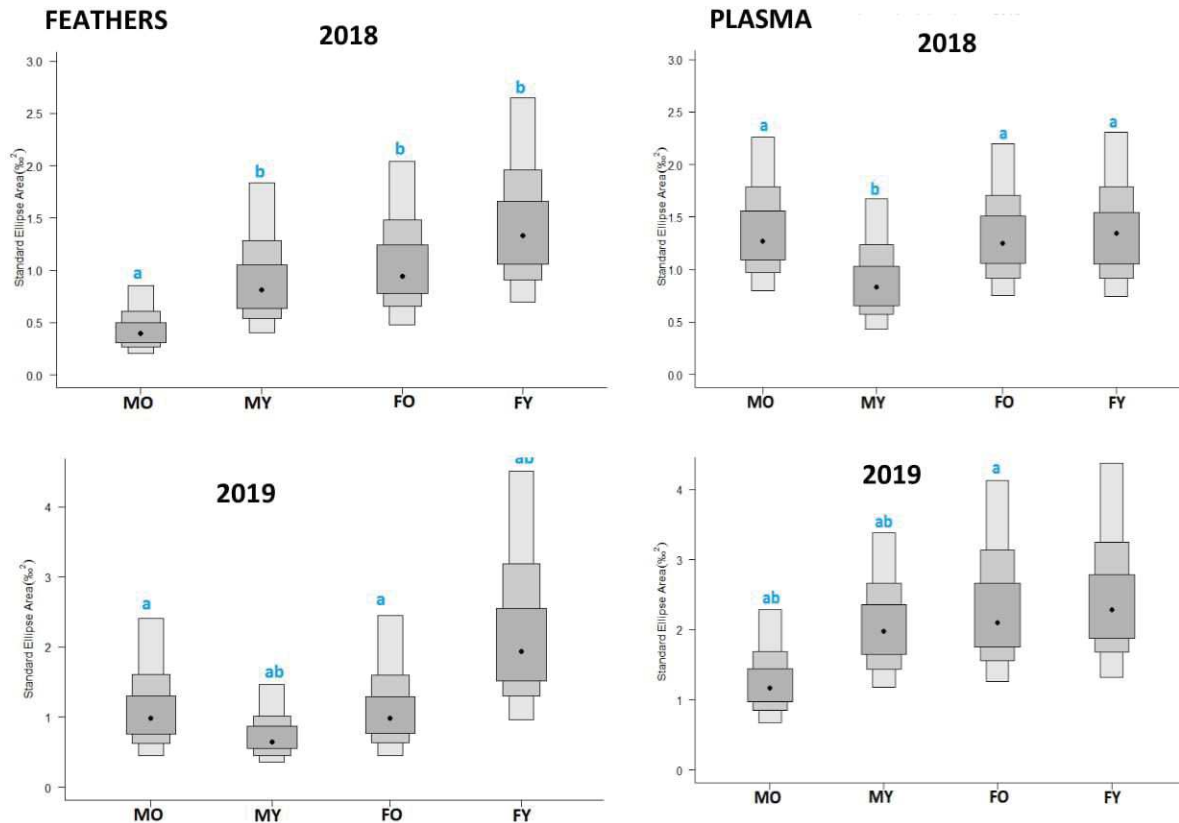 FEATHERS
2018
Standard Ellipse Area(‰²)
3.0
2.5
2.0
1.5
1.0
0.5
0.0
a
b
b
b
MO MY FO FY
PLASMA
2018
Standard Ellipse Area(‰²)
3.0
2.5
2.0
1.5
1.0
0.5
0.0
a
b
a
a
MO MY FO FY
2019
Standard Ellipse Area(‰²)
4
3
2
1
0
a
ab
a
ab
MO MY FO FY
2019
Standard Ellipse Area(‰²)
4
3
2
1
0
ab
ab
a
MO MY FO FY